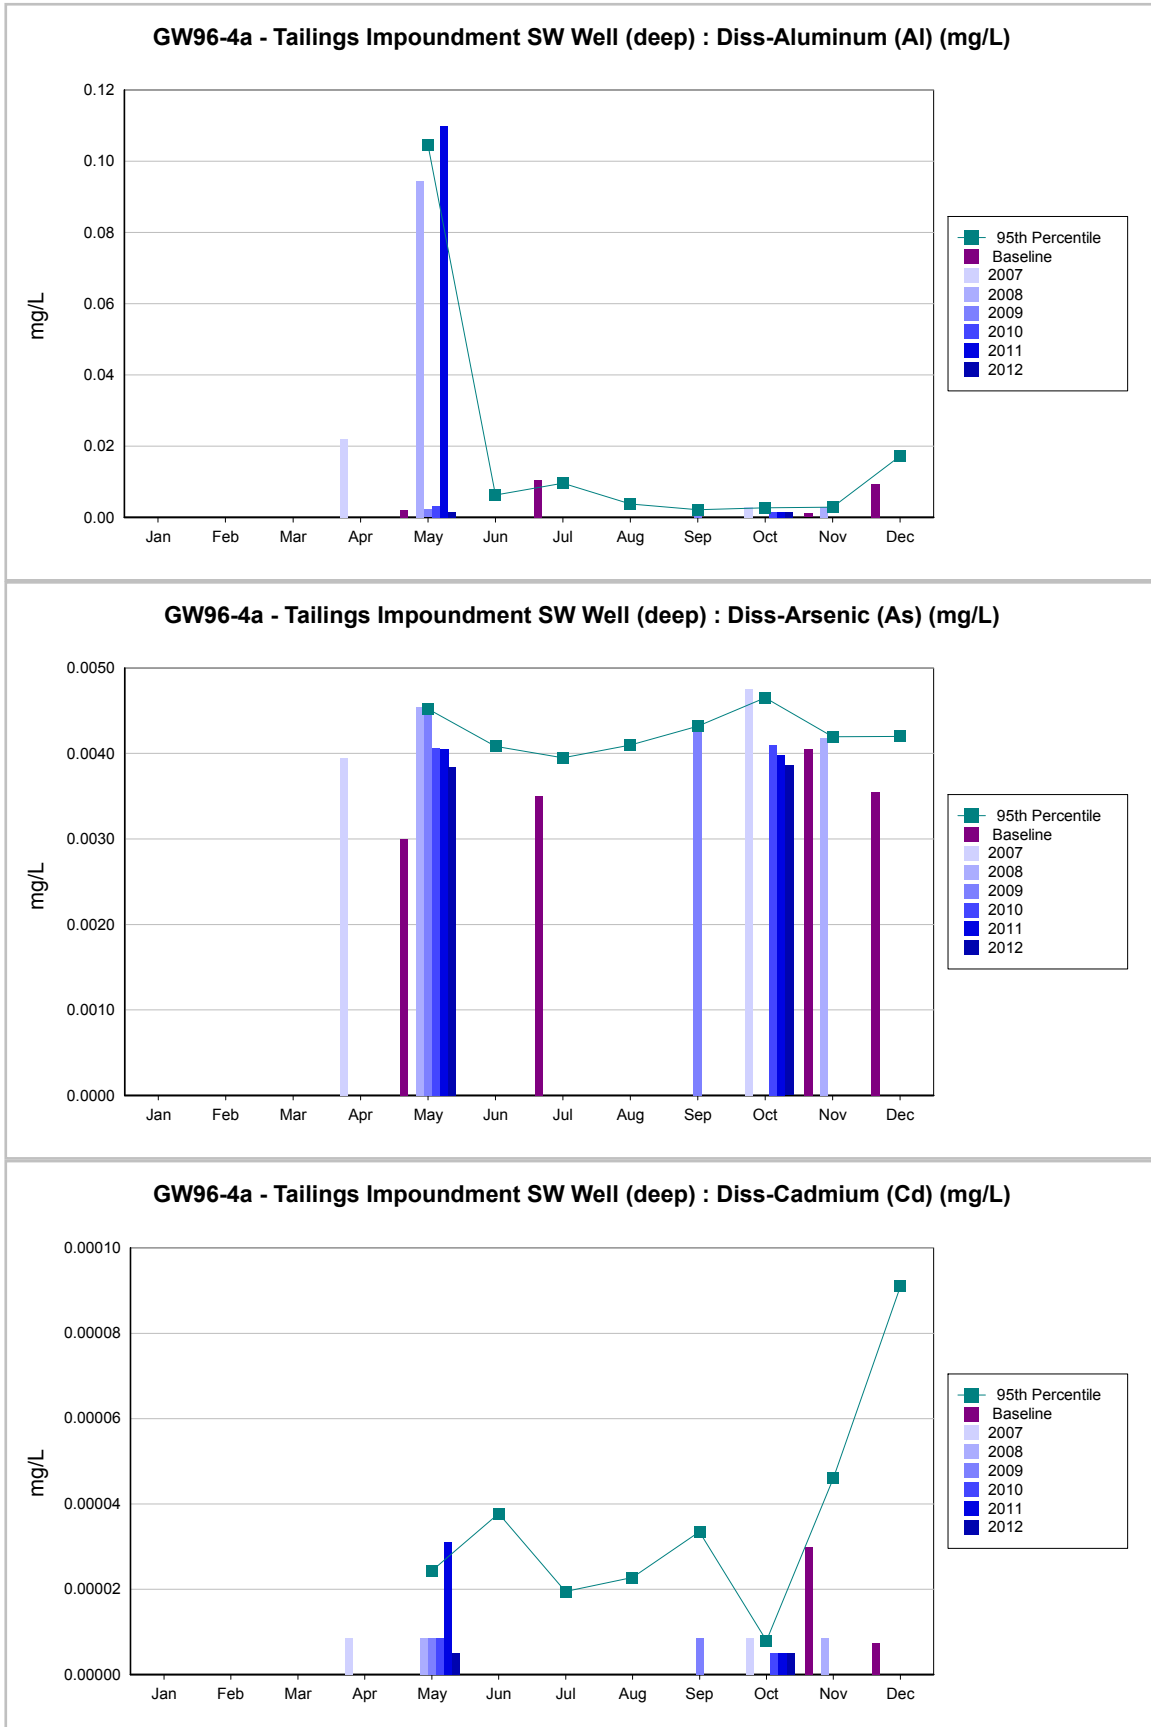 GW96-4a - Tailings Impoundment SW Well (deep) : Diss-Aluminum (Al) (mg/L)
0.12
0.10
0.08
0.06
0.04
0.02
0.00
mg/L
Jan Feb Mar Apr May Jun Jul Aug Sep Oct Nov Dec
95th Percentile
Baseline
2007
2008
2009
2010
2011
2012
GW96-4a - Tailings Impoundment SW Well (deep) : Diss-Arsenic (As) (mg/L)
0.0050
0.0040
0.0030
0.0020
0.0010
0.0000
mg/L
Jan Feb Mar Apr May Jun Jul Aug Sep Oct Nov Dec
95th Percentile
Baseline
2007
2008
2009
2010
2011
2012
GW96-4a - Tailings Impoundment SW Well (deep) : Diss-Cadmium (Cd) (mg/L)
0.00010
0.00008
0.00006
0.00004
0.00002
0.00000
mg/L
Jan Feb Mar Apr May Jun Jul Aug Sep Oct Nov Dec
95th Percentile
Baseline
2007
2008
2009
2010
2011
2012